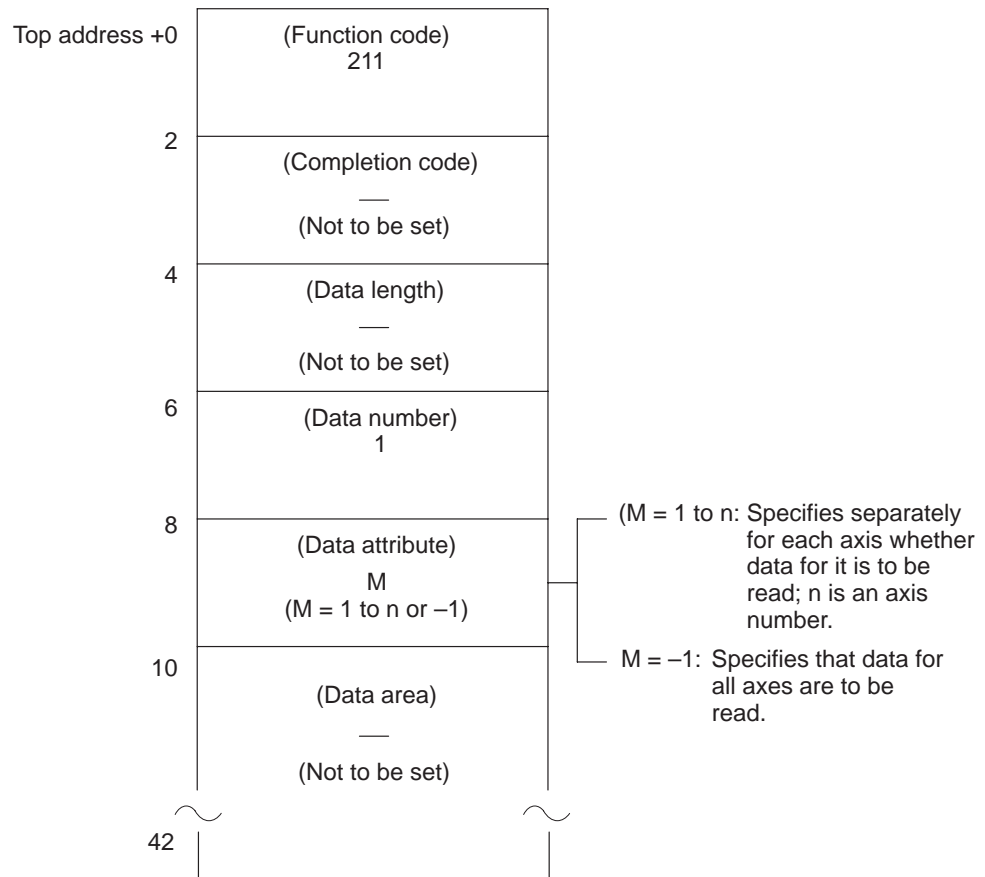 Top address +0
(Function code)
211
2
(Completion code)
—
(Not to be set)
4
(Data length)
—
(Not to be set)
6
(Data number)
1
8
(Data attribute)
M
(M = 1 to n or –1)
(M = 1 to n: Specifies separately
for each axis whether
data for it is to be
read; n is an axis
number.
M = –1: Specifies that data for
all axes are to be
read.
10
(Data area)
—
(Not to be set)
42